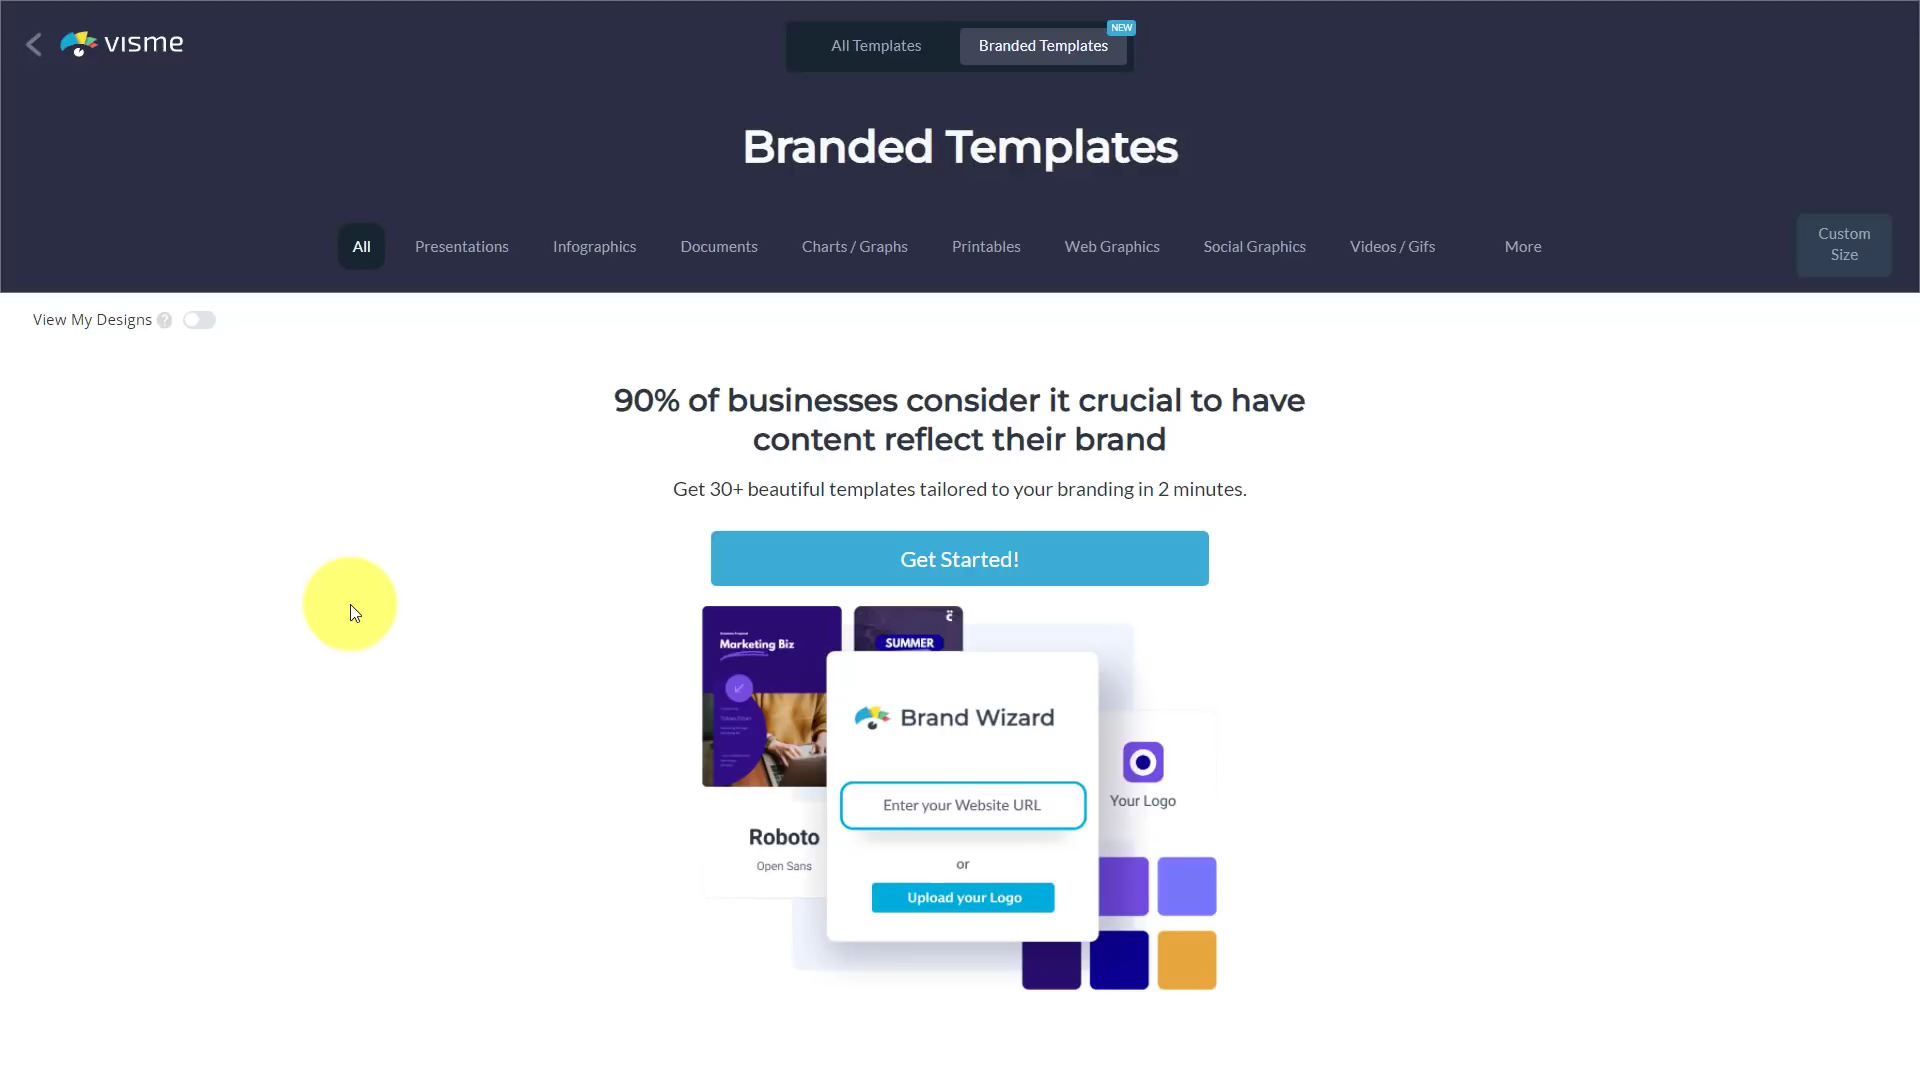 visme
All Templates
Branded Templates
NEW
Branded Templates
All
Presentations
Infographics
Documents
Charts / Graphs
Printables
Web Graphics
Social Graphics
Videos / Gifs
More
Custom
Size
View My Designs ?
90% of businesses consider it crucial to have
content reflect their brand
Get 30+ beautiful templates tailored to your branding in 2 minutes.
Get Started!
Marketing Biz
SUMMER
Brand Wizard
Enter your Website URL
or
Upload your Logo
Your Logo
Roboto
Open Sans